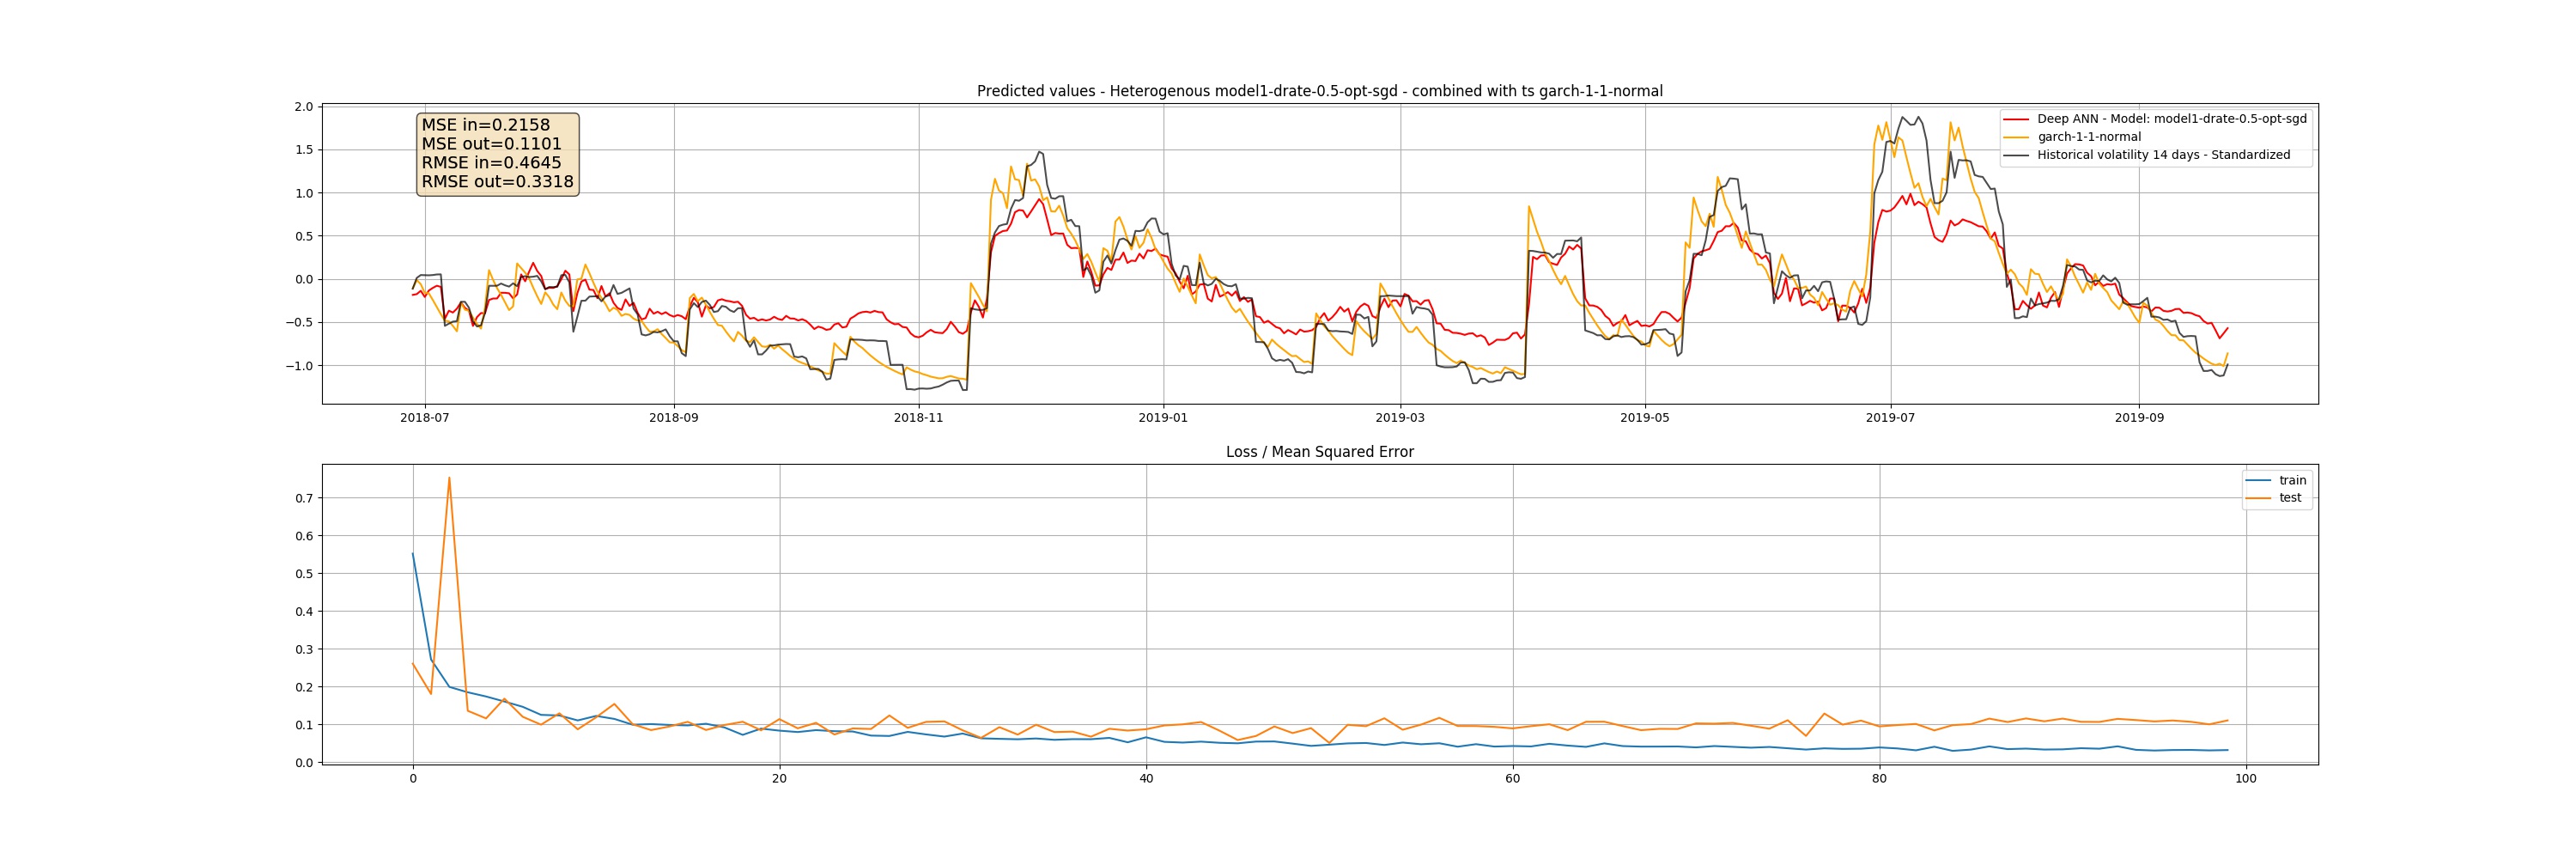 Predicted values - Heterogenous model1-drate-0.5-opt-sgd - combined with ts garch-1-1-normal
2.0
1.5
1.0
0.5
0.0
−0.5
−1.0
MSE in=0.2158
MSE out=0.1101
RMSE in=0.4645
RMSE out=0.3318
Deep ANN - Model: model1-drate-0.5-opt-sgd
garch-1-1-normal
Historical volatility 14 days - Standardized
2018-07 2018-09 2018-11 2019-01 2019-03 2019-05 2019-07 2019-09
Loss / Mean Squared Error
0.7
0.6
0.5
0.4
0.3
0.2
0.1
0.0
train
test
0 20 40 60 80 100